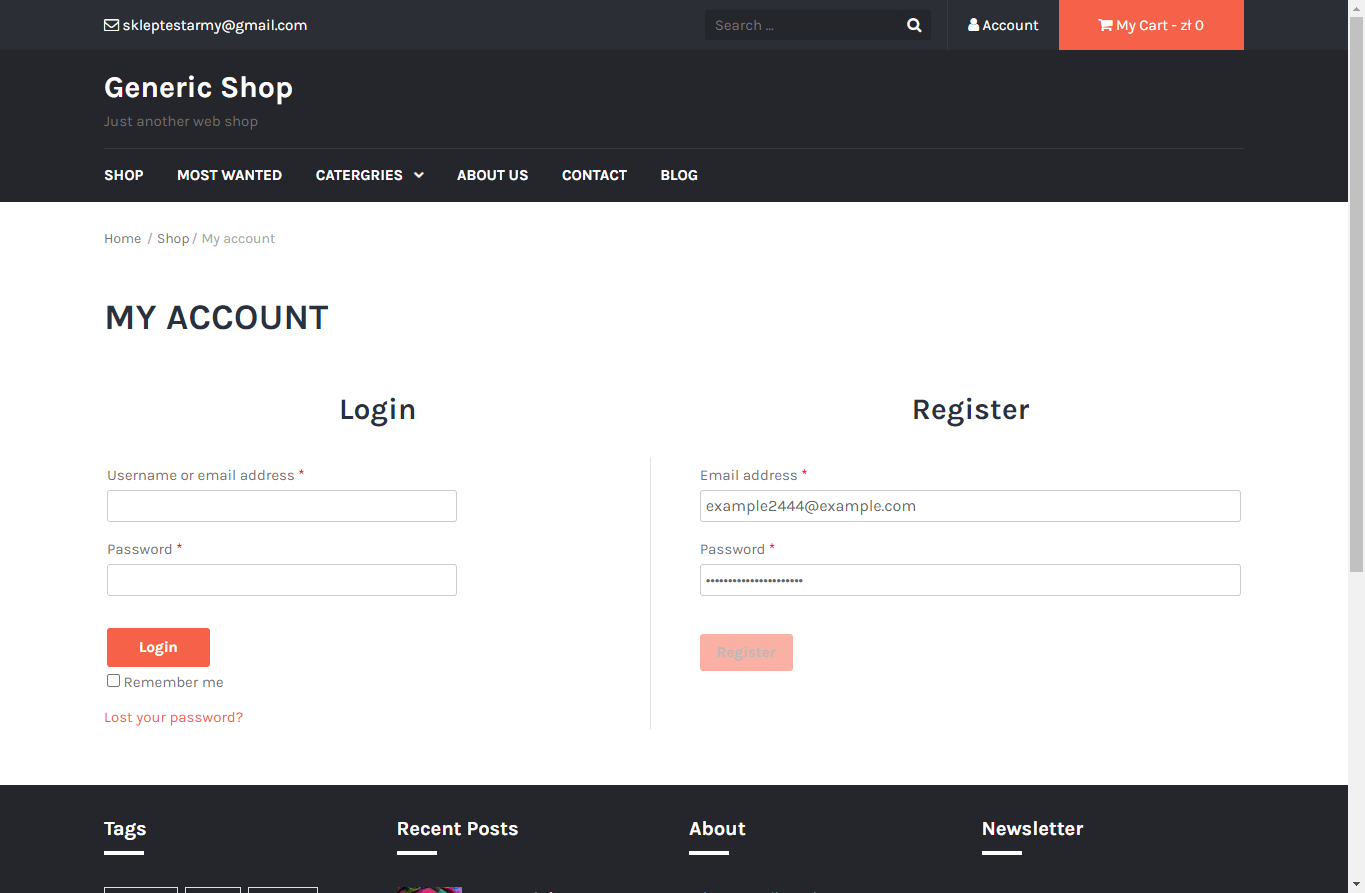 skleptestarmy@gmail.com
Search ...
Account
My Cart - zł 0
Generic Shop
Just another web shop
SHOP MOST WANTED CATERGRIES ABOUT US CONTACT BLOG
Home / Shop / My account
MY ACCOUNT
Login
Username or email address *
Password *
Login
Remember me
Lost your password?
Register
Email address *
example2444@example.com
Password *
Register
Tags
Recent Posts
About
Newsletter